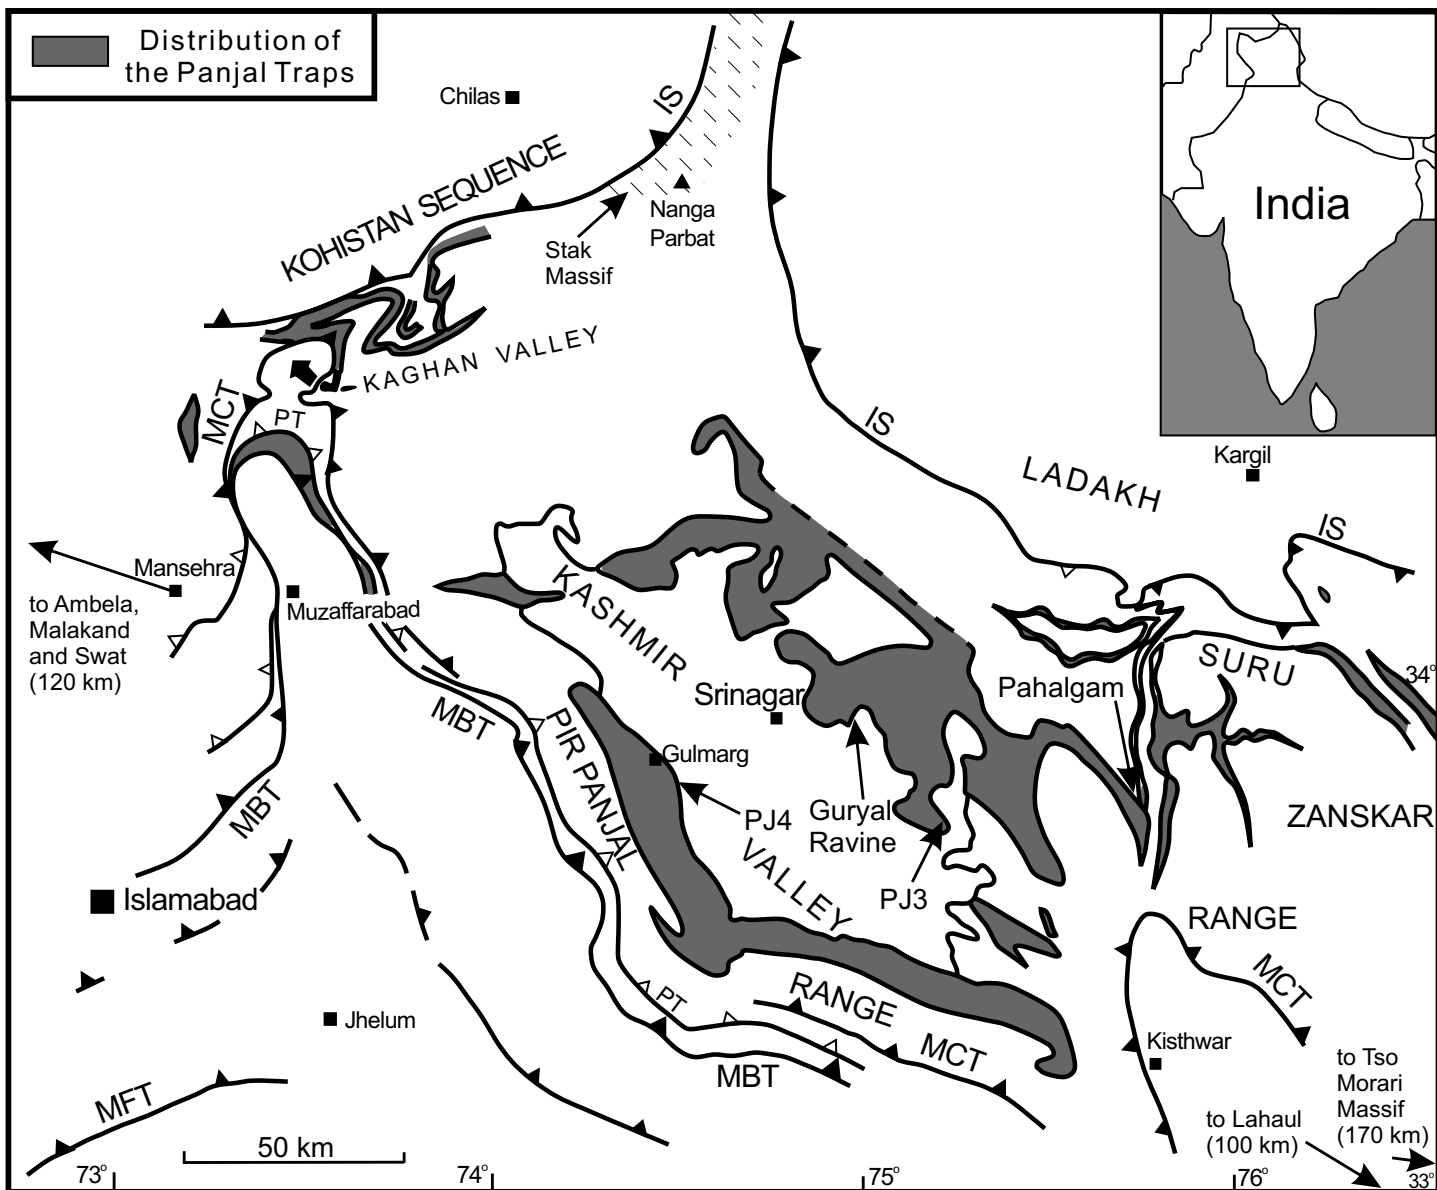 Distribution of
the Panjal Traps
Chilas
IS
KOHISTAN SEQUENCE
Nanga
Parbat
Stak
Massif
India
KAGHAN VALLEY
MCT
PT
IS
LADAKH
Kargil
IS
Mansehra
to Ambela,
Malakand
and Swat
(120 km)
Muzaffarabad
KASHMIR
Srinagar
Pahalgam
SURU
34°
MBT
PIR PANJAL
Gulmarg
PJ4
Guryal
Ravine
ZANSKAR
MBT
VALLEY
PJ3
Islamabad
RANGE
MCT
PT
RANGE
Jhelum
MCT
MBT
Kisthwar
to Tso
Morari
Massif
(170 km)
MFT
to Lahaul
(100 km)
50 km
73°
74°
75°
76°
33°